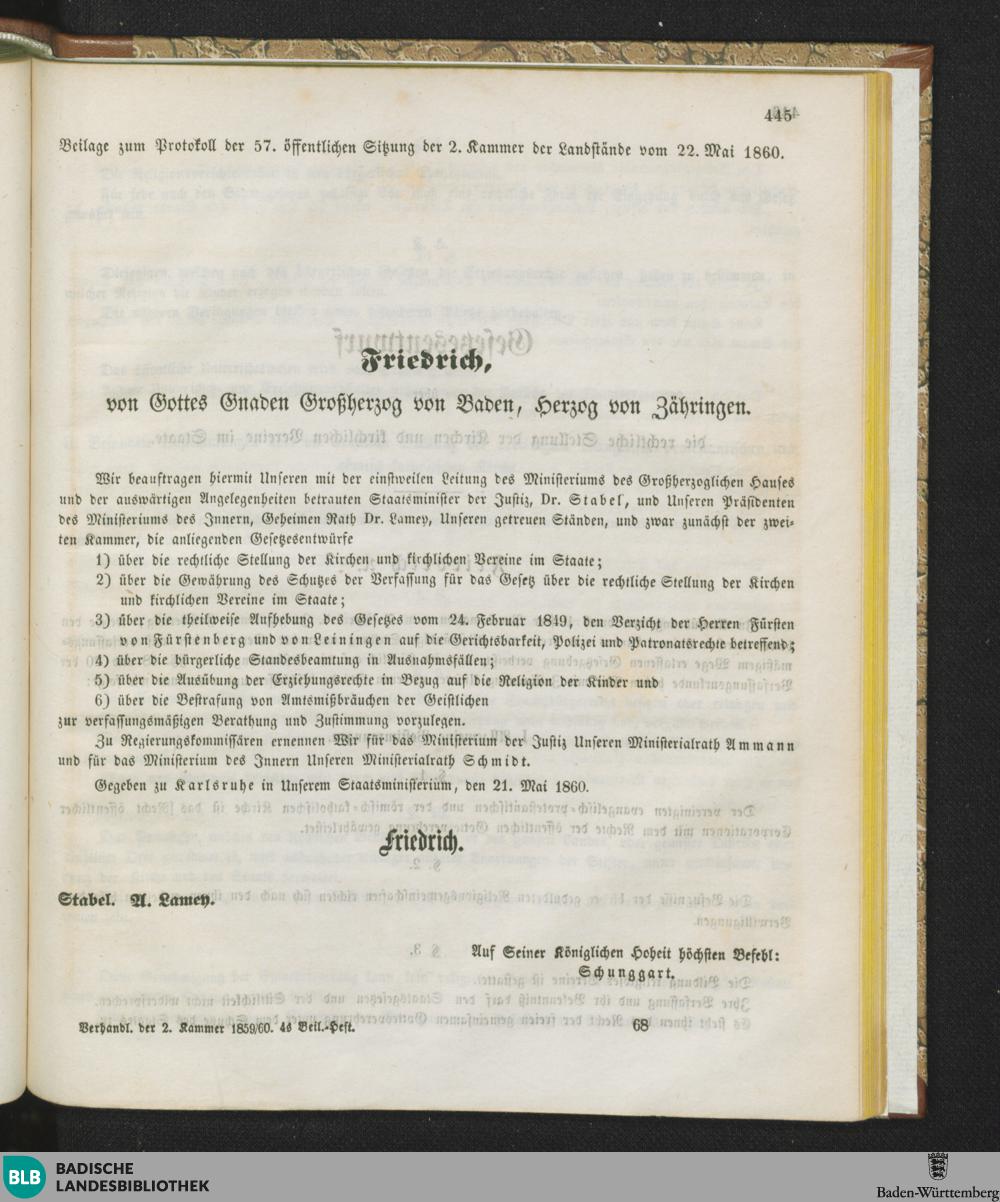 445
Beilage zum Protokoll der 57. öffentlichen Sitzung der 2. Kammer der Landstände vom 22. Mai 1860.
Friedrich,
von Gottes Gnaden Großherzog von Baden, Herzog von Zähringen.
Wir beauftragen hiermit Unseren mit der einstweilen Leitung des Ministeriums des Großherzoglichen Hauses
und der auswärtigen Angelegenheiten betrauten Staatsminister der Justiz, Dr. Stabel, und Unseren Präsidenten
des Ministeriums des Innern, Geheimen Rath Dr. Lamey, Unseren getreuen Ständen, und zwar zunächst der zwei-
ten Kammer, die anliegenden Gesetzesentwürfe
1) über die rechtliche Stellung der Kirchen und kirchlichen Vereine im Staate;
2) über die Gewährung des Schutzes der Verfassung für das Gesetz über die rechtliche Stellung der Kirchen
und kirchlichen Vereine im Staate;
3) über die theilweise Aufhebung des Gesetzes vom 24. Februar 1849, den Verzicht der Herren Fürsten
von Fürstenberg und von Leiningen auf die Gerichtsbarkeit, Polizei und Patronatsrechte betreffend;
4) über die bürgerliche Standesbeamtung in Ausnahmsfällen;
5) über die Ausübung der Erziehungsrechte in Bezug auf die Religion der Kinder und
6) über die Bestrafung von Amtsmißbräuchen der Geistlichen
zur verfassungsmäßigen Berathung und Zustimmung vorzulegen.
Zu Regierungskommissären ernennen Wir für das Ministerium der Justiz Unseren Ministerialrath Ammann
und für das Ministerium des Innern Unseren Ministerialrath Schmidt.
Gegeben zu Karlsruhe in Unserem Staatsministerium, den 21. Mai 1860.
Friedrich.
Stabel. A. Lamey.
Auf Seiner Königlichen Hoheit höchsten Befehl:
Schunggart.
Verhandl. der 2. Kammer 1859/60. 4s Beil.-Heft.
68
BLB BADISCHE
LANDESBIBLIOTHEK
Baden-Württemberg